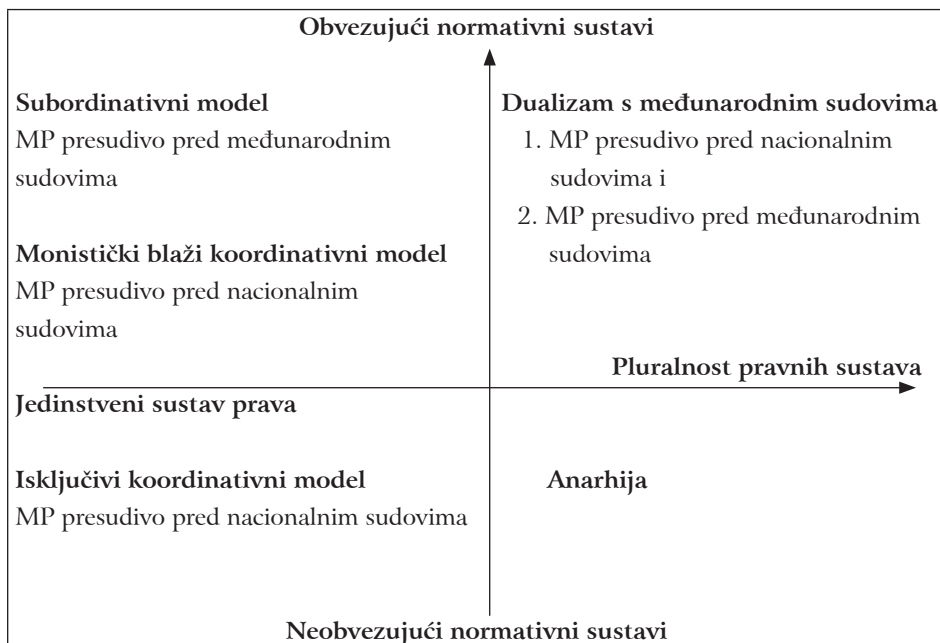 Obvezujući normativni sustavi
Subordinativni model
MP presudivo pred međunarodnim
sudovima
Monistički blaži koordinativni model
MP presudivo pred nacionalnim
sudovima
Dualizam s međunarodnim sudovima
1. MP presudivo pred nacionalnim
sudovima i
2. MP presudivo pred međunarodnim
sudovima
Pluralnost pravnih sustava
Jedinstveni sustav prava
Isključivi koordinativni model
MP presudivo pred nacionalnim sudovima
Anarhija
Neobvezujući normativni sustavi